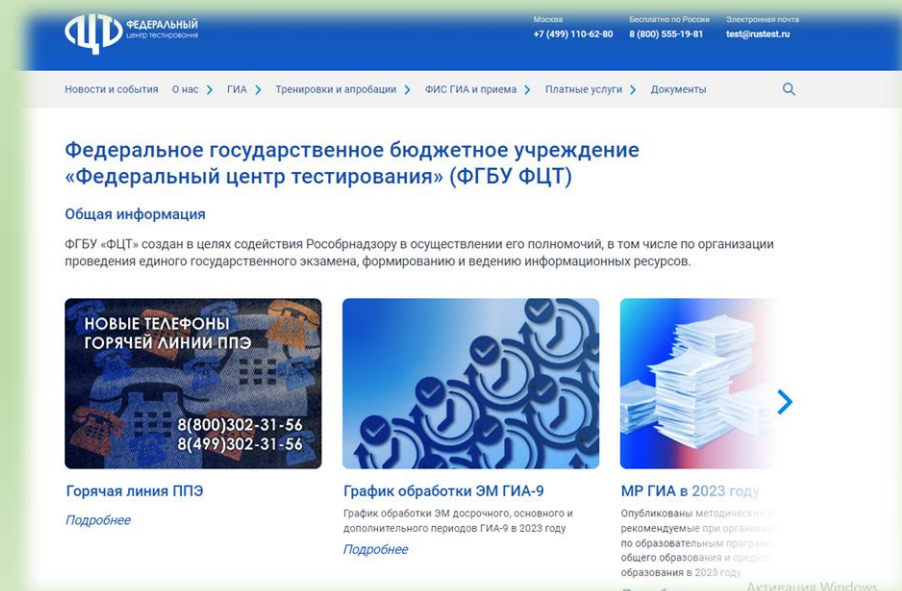 ФЕДЕРАЛЬНЫЙ
центр тестирования
Москва
+7 (499) 110-62-80
Бесплатно по России
8 (800) 555-19-81
Электронная почта
test@rustest.ru
Новости и события О нас ГИА Тренировки и апробации ФИС ГИА и приема Платные услуги Документы
Федеральное государственное бюджетное учреждение
«Федеральный центр тестирования» (ФГБУ ФЦТ)
Общая информация
ФГБУ «ФЦТ» создан в целях содействия Рособрнадзору в осуществлении его полномочий, в том числе по организации
проведения единого государственного экзамена, формированию и ведению информационных ресурсов.
НОВЫЕ ТЕЛЕФОНЫ
ГОРЯЧЕЙ ЛИНИИ ППЭ
8(800)302-31-56
8(499)302-31-56
Горячая линия ППЭ
Подробнее
График обработки ЭМ ГИА-9
График обработки ЭМ досрочного, основного и
дополнительного периодов ГИА-9 в 2023 году
Подробнее
МР ГИА в 2023 году
Опубликованы методические
рекомендуемые при
по образовательным
общего образования и
образования в 2023 году
Активация Windows